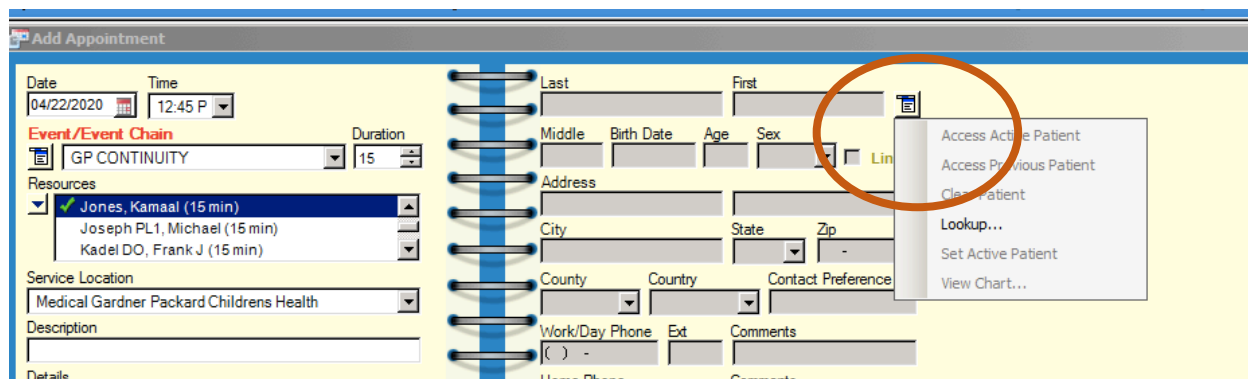 Add Appointment
Date Time
04/22/2020 12:45 P
Event/Event Chain Duration
GP CONTINUITY 15
Resources
Jones, Kamaal (15 min)
Joseph PL1, Michael (15 min)
Kadel DO, Frank J (15 min)
Service Location
Medical Gardner Packard Childrens Health
Description
Details
Last First
Middle Birth Date Age Sex
Lin
Address
City State Zip
-
County Country Contact Preference
Work/Day Phone Ext Comments
( ) -
Home Phone Comments
Access Active Patient
Access Previous Patient
Clear Patient
Lookup...
Set Active Patient
View Chart...